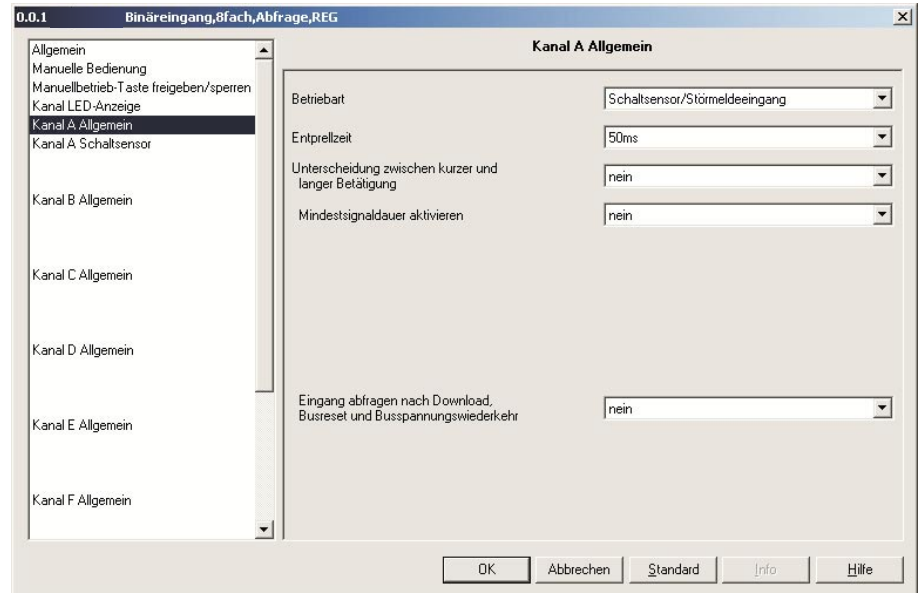 0.0.1 Binäreingang,8fach,Abfrage,REG
Allgemein
Manuelle Bedienung
Manuellbetrieb-Taste freigeben/sperren
Kanal LED-Anzeige
Kanal A Allgemein
Kanal A Schaltsensor
Kanal B Allgemein
Kanal C Allgemein
Kanal D Allgemein
Kanal E Allgemein
Kanal F Allgemein
Kanal A Allgemein
Betriebart
Schaltsensor/Störmeldeeingang
Entprellzeit
50ms
Unterscheidung zwischen kurzer und
langer Betätigung
nein
Mindestsignaldauer aktivieren
nein
Eingang abfragen nach Download,
Busreset und Busspannungswiederkehr
nein
OK
Abbrechen
Standard
Info
Hilfe